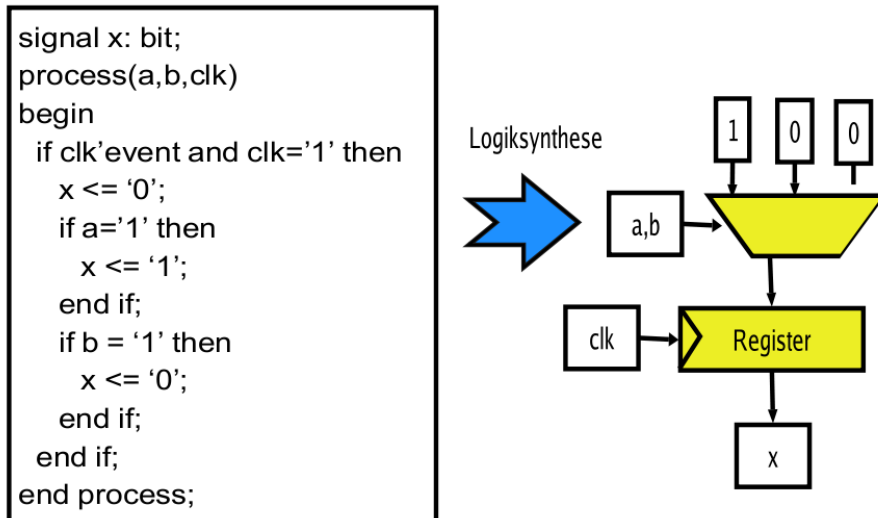 signal x: bit;
process(a,b,clk)
begin
if clk’event and clk=’1’ then
x <= ‘0’;
if a=’1’ then
x <= ‘1’;
end if;
if b = ‘1’ then
x <= ‘0’;
end if;
end if;
end process;
Logiksynthese
1
0
0
a,b
clk
Register
x